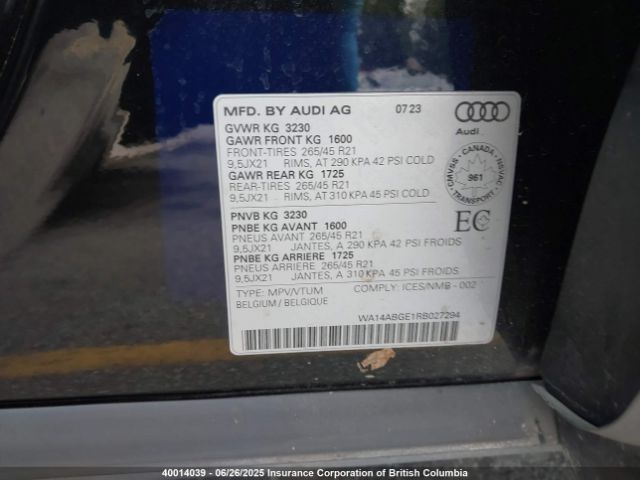 MFD. BY AUDI AG 07 23
Audi
GVWR KG 3230
GAWR FRONT KG 1600
FRONT-TIRES 265/45 R21
9,5JX21 RIMS, AT 290 KPA 42 PSI COLD
GAWR REAR KG 1725
REAR-TIRES 265/45 R21
9,5JX21 RIMS, AT 310 KPA 45 PSI COLD
CMVSS - CANADA - NSVAC
961
TRANSPORT
PNVB KG 3230
PNBE KG AVANT 1600
PNEUS AVANT 265/45 R21
9,5JX21 JANTES, A 290 KPA 42 PSI FROIDS
PNBE KG ARRIERE 1725
PNEUS ARRIERE 265/45 R21
9,5JX21 JANTES, A 310 KPA 45 PSI FROIDS
EC
TYPE: MPV/VTUM COMPLY: ICES/NMB - 002
BELGIUM / BELGIQUE
WA14ABGE1RB027294
40014039 06/26/2025 Insurance Corporation of British Columbia